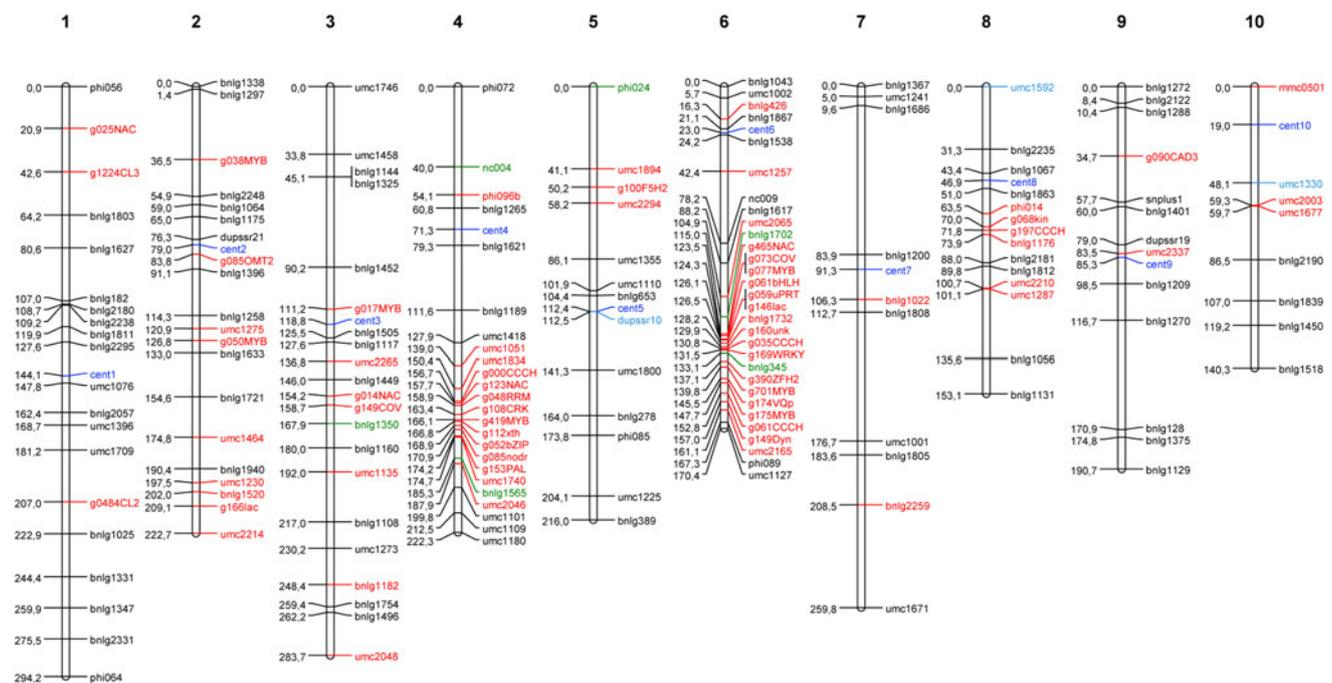 1
0,0 phi056
20,9 g025NAC
42,6 g1224CL3
64,2 bnlg1803
80,6 bnlg1627
107,0 bnlg182
108,7 bnlg2180
109,2 bnlg2238
119,9 bnlg1811
127,6 bnlg2295
144,1 cent1
147,8 umc1076
162,4 bnlg2057
168,7 umc1396
181,2 umc1709
207,0 g0484CL2
222,9 bnlg1025
244,4 bnlg1331
259,9 bnlg1347
275,5 bnlg2331
294,2 phi064
2
0,0 bnlg1338
1,4 bnlg1297
36,5 g038MYB
54,9 bnlg2248
59,0 bnlg1064
65,0 bnlg1175
76,3 dupssr21
79,0 cent2
83,8 g085OMT2
91,1 bnlg1396
114,3 bnlg1258
120,9 umc1275
126,8 g050MYB
133,0 bnlg1633
154,6 bnlg1721
174,8 umc1464
190,4 bnlg1940
197,5 umc1230
202,0 bnlg1520
209,1 g166lac
222,7 umc2214
3
0,0 umc1746
33,8 umc1458
45,1 bnlg1144
bnlg1325
90,2 bnlg1452
111,2 g017MYB
118,8 cent3
125,5 bnlg1505
127,6 bnlg1117
136,8 umc2265
146,0 bnlg1449
154,2 g014NAC
158,7 g149COV
167,9 bnlg1350
180,0 bnlg1160
192,0 umc1135
217,0 bnlg1108
230,2 umc1273
248,4 bnlg1182
259,4 bnlg1754
262,2 bnlg1496
283,7 umc2048
4
0,0 phi072
40,0 nc004
54,1 phi096b
60,8 bnlg1265
71,3 cent4
79,3 bnlg1621
111,6 bnlg1189
127,9 umc1418
139,0 umc1051
150,4 umc1834
156,7 g000CCCH
157,7 g123NAC
158,9 g048RRM
163,4 g108CRK
166,1 g419MYB
166,8 g112xth
168,9 g052bZIP
170,9 g085nodr
174,2 g153PAL
174,7 umc1740
185,3 bnlg1565
187,9 umc2046
199,8 umc1101
212,5 umc1109
222,3 umc1180
5
0,0 phi024
41,1 umc1894
50,2 g100F5H2
58,2 umc2294
86,1 umc1355
101,9 umc1110
104,4 bnlg653
112,4 cent5
112,5 dupssr10
141,3 umc1800
164,0 bnlg278
173,8 phi085
204,1 umc1225
216,0 bnlg389
6
0,0 bnlg1043
5,7 umc1002
16,3 bnlg426
21,1 bnlg1867
23,0 cent6
24,2 bnlg1538
42,4 umc1257
78,2 nc009
88,2 bnlg1617
104,9 umc2065
115,0 bnlg1702
123,5 g465NAC
124,3 g073COV
g077MYB
126,1 g061bHLH
126,5 g059uPRT
g146lac
128,2 bnlg1732
129,9 g160unk
130,8 g035CCCH
131,5 g169WRKY
133,1 bnlg345
137,1 g390ZFH2
139,8 g701MYB
145,5 g174VQp
147,7 g175MYB
152,8 g061CCCH
157,0 g149Dyn
161,1 umc2165
167,3 phi089
170,4 umc1127
7
0,0 bnlg1367
5,0 umc1241
9,6 bnlg1686
83,9 bnlg1200
91,3 cent7
106,3 bnlg1022
112,7 bnlg1808
176,7 umc1001
183,6 bnlg1805
208,5 bnlg2259
259,8 umc1671
8
0,0 umc1592
31,3 bnlg2235
43,4 bnlg1067
46,9 cent8
51,0 bnlg1863
63,5 phi014
70,0 g068kin
71,8 g197CCCH
73,9 bnlg1176
88,0 bnlg2181
89,8 bnlg1812
100,7 umc2210
101,1 umc1287
135,6 bnlg1056
153,1 bnlg1131
9
0,0 bnlg1272
8,4 bnlg2122
10,4 bnlg1288
34,7 g090CAD3
57,7 snplus1
60,0 bnlg1401
79,0 dupssr19
83,5 umc2337
85,3 cent9
98,5 bnlg1209
116,7 bnlg1270
170,9 bnlg128
174,8 bnlg1375
190,7 bnlg1129
10
0,0 mmc0501
19,0 cent10
48,1 umc1330
59,3 umc2003
59,7 umc1677
86,5 bnlg2190
107,0 bnlg1839
119,2 bnlg1450
140,3 bnlg1518